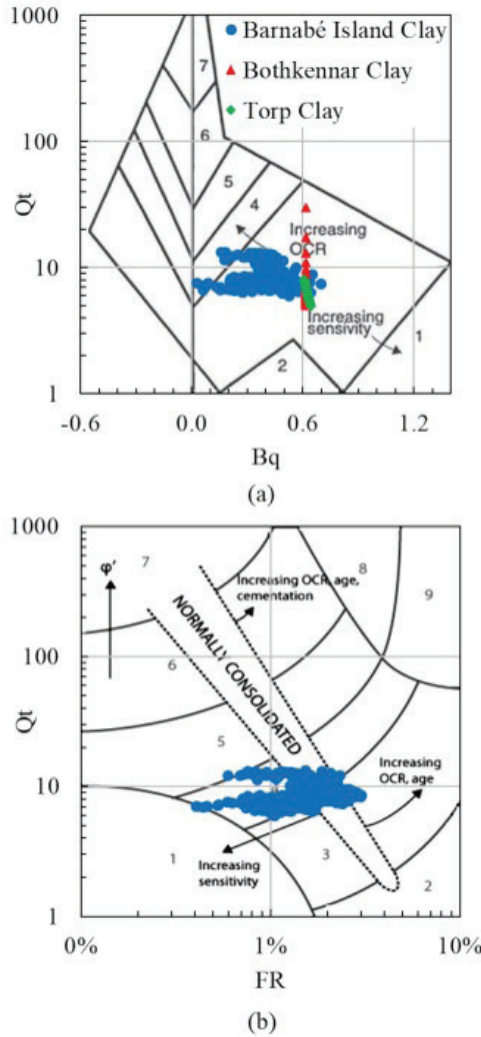 (a)
1000
100
10
1
Qt
Barnabé Island Clay
Bothkennar Clay
Torp Clay
7
6
5
4
Increasing
OCR
Increasing
sensivity
1
2
-0.6
0.0
0.6
1.2
Bq
(a)
1000
100
10
1
Qt
φ'
7
8
9
Increasing OCR, age,
cementation
NORMALLY CONSOLIDATED
6
5
Increasing
OCR, age
1
3
2
Increasing
sensitivity
0%
1%
10%
FR
(b)